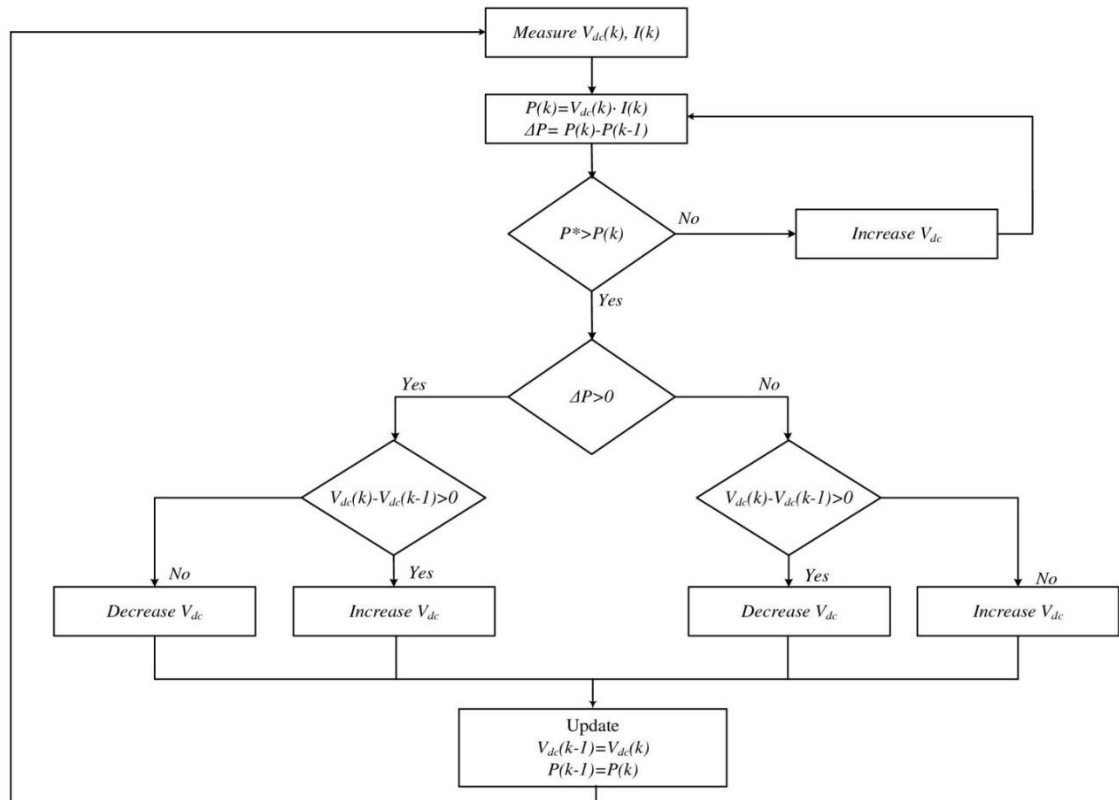 Measure V_dc(k), I(k)
P(k)=V_dc(k)· I(k)
ΔP= P(k)-P(k-1)
No
P*>P(k)
Increase V_dc
Yes
Yes
No
ΔP>0
V_dc(k)-V_dc(k-1)>0
V_dc(k)-V_dc(k-1)>0
No
Yes
Yes
No
Decrease V_dc
Increase V_dc
Decrease V_dc
Increase V_dc
Update
V_dc(k-1)=V_dc(k)
P(k-1)=P(k)